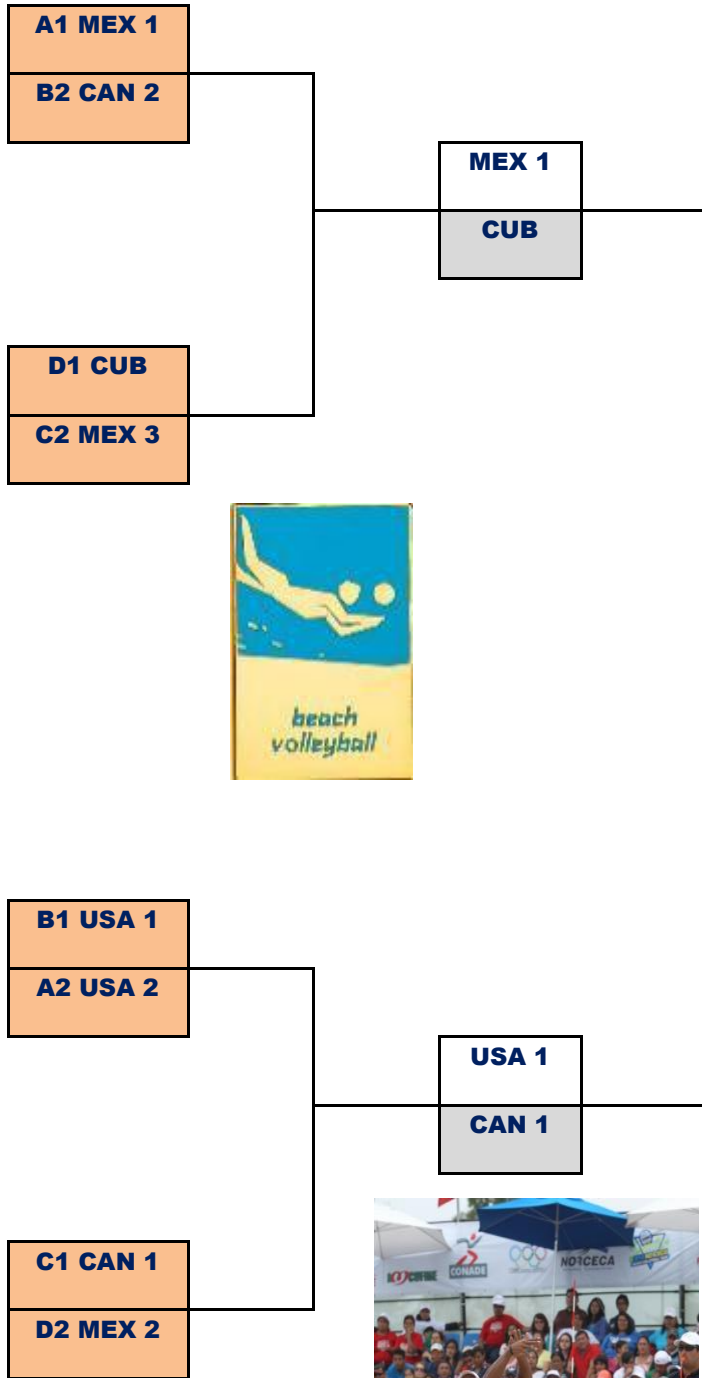 A1 MEX 1
B2 CAN 2
MEX 1
CUB
D1 CUB
C2 MEX 3
beach
volleyball
B1 USA 1
A2 USA 2
USA 1
CAN 1
C1 CAN 1
D2 MEX 2
CONADE
NORCECA